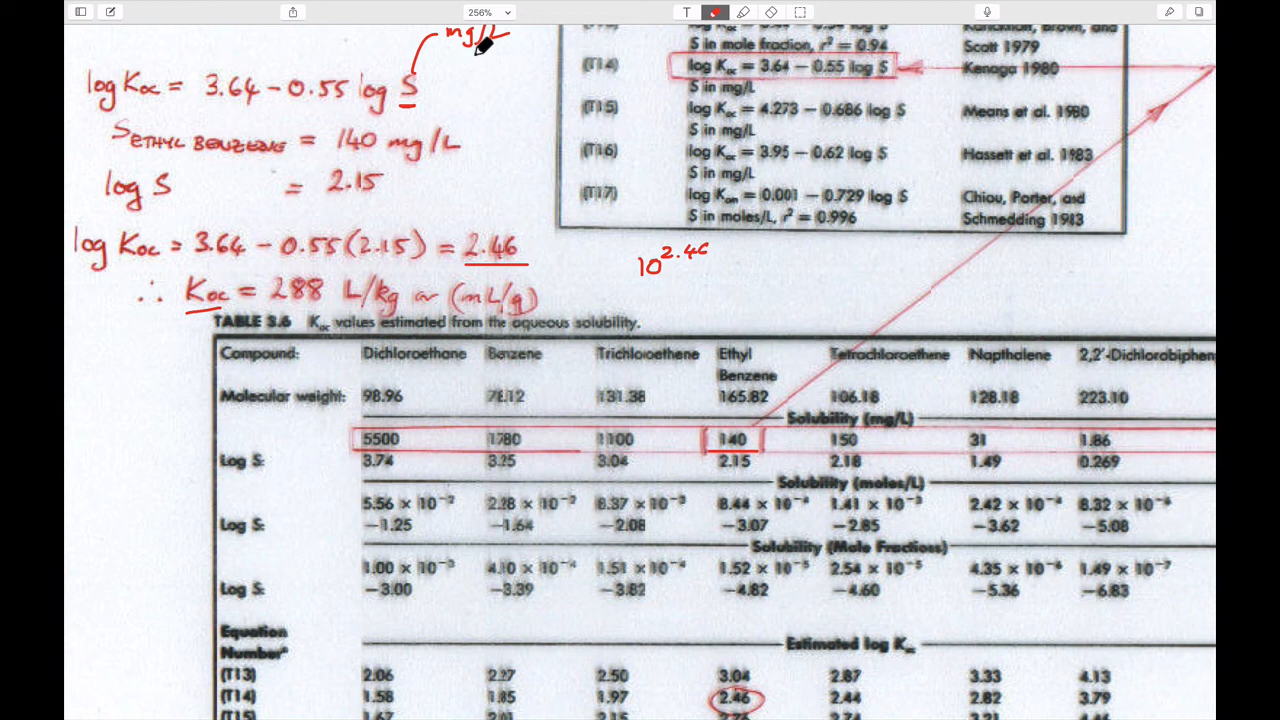 256%
T
mg/L
log Koc = 3.64 - 0.55 log S
S ETHYL BENZENE = 140 mg/L
log S = 2.15
log Koc = 3.64 - 0.55(2.15) = 2.46
∴ Koc = 288 L/kg or (mL/g)
10^2.46
S in mole fraction, r² = 0.94 Scott 1979
(T14) log Koc = 3.64 − 0.55 log S Kenaga 1980
S in mg/L
(T15) log Koc = 4.273 − 0.686 log S Means et al. 1980
S in mg/L
(T16) log Koc = 3.95 − 0.62 log S Hassett et al. 1983
S in mg/L
(T17) log Kom = 0.001 − 0.729 log S Chiou, Porter, and
S in moles/L, r² = 0.996 Schmedding 1983
TABLE 3.6 Koc values estimated from the aqueous solubility.
Compound: Dichloroethane Benzene Trichloroethene Ethyl Tetrachloroethene Napthalene 2,2'-Dichlorobiphen
Benzene
Molecular weight: 98.96 78.12 131.38 165.82 106.18 128.18 223.10
Solubility (mg/L)
5500 1780 1100 140 150 31 1.86
Log S: 3.74 3.25 3.04 2.15 2.18 1.49 0.269
Solubility (moles/L)
5.56 × 10⁻² 2.28 × 10⁻² 8.37 × 10⁻³ 8.44 × 10⁻⁴ 1.41 × 10⁻³ 2.42 × 10⁻⁴ 8.32 × 10⁻⁶
Log S: −1.25 −1.64 −2.08 −3.07 −2.85 −3.62 −5.08
Solubility (Mole Fractions)
1.00 × 10⁻³ 4.10 × 10⁻⁴ 1.51 × 10⁻⁴ 1.52 × 10⁻⁵ 2.54 × 10⁻⁵ 4.35 × 10⁻⁶ 1.49 × 10⁻⁷
Log S: −3.00 −3.39 −3.82 −4.82 −4.60 −5.36 −6.83
Equation
Estimated log Koc
Number
(T13) 2.06 2.27 2.50 3.04 2.87 3.33 4.13
(T14) 1.58 1.85 1.97 2.46 2.44 2.82 3.79